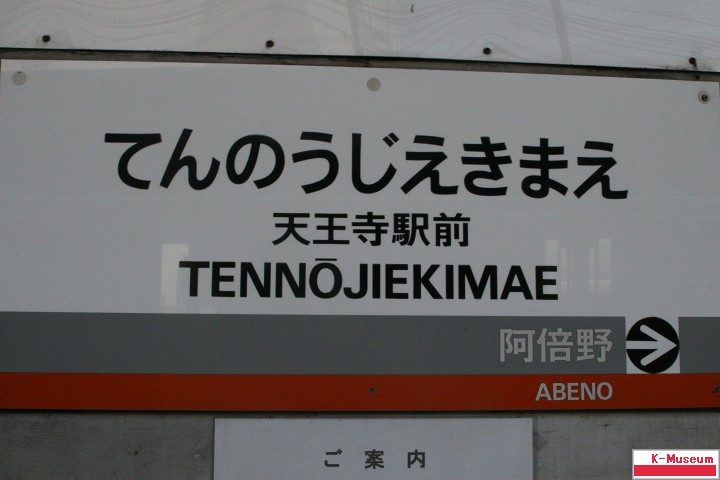 てんのうじえきまえ
天王寺駅前
TENNŌJIEKIMAE
阿倍野
ABENO
ご案内
K-Museum